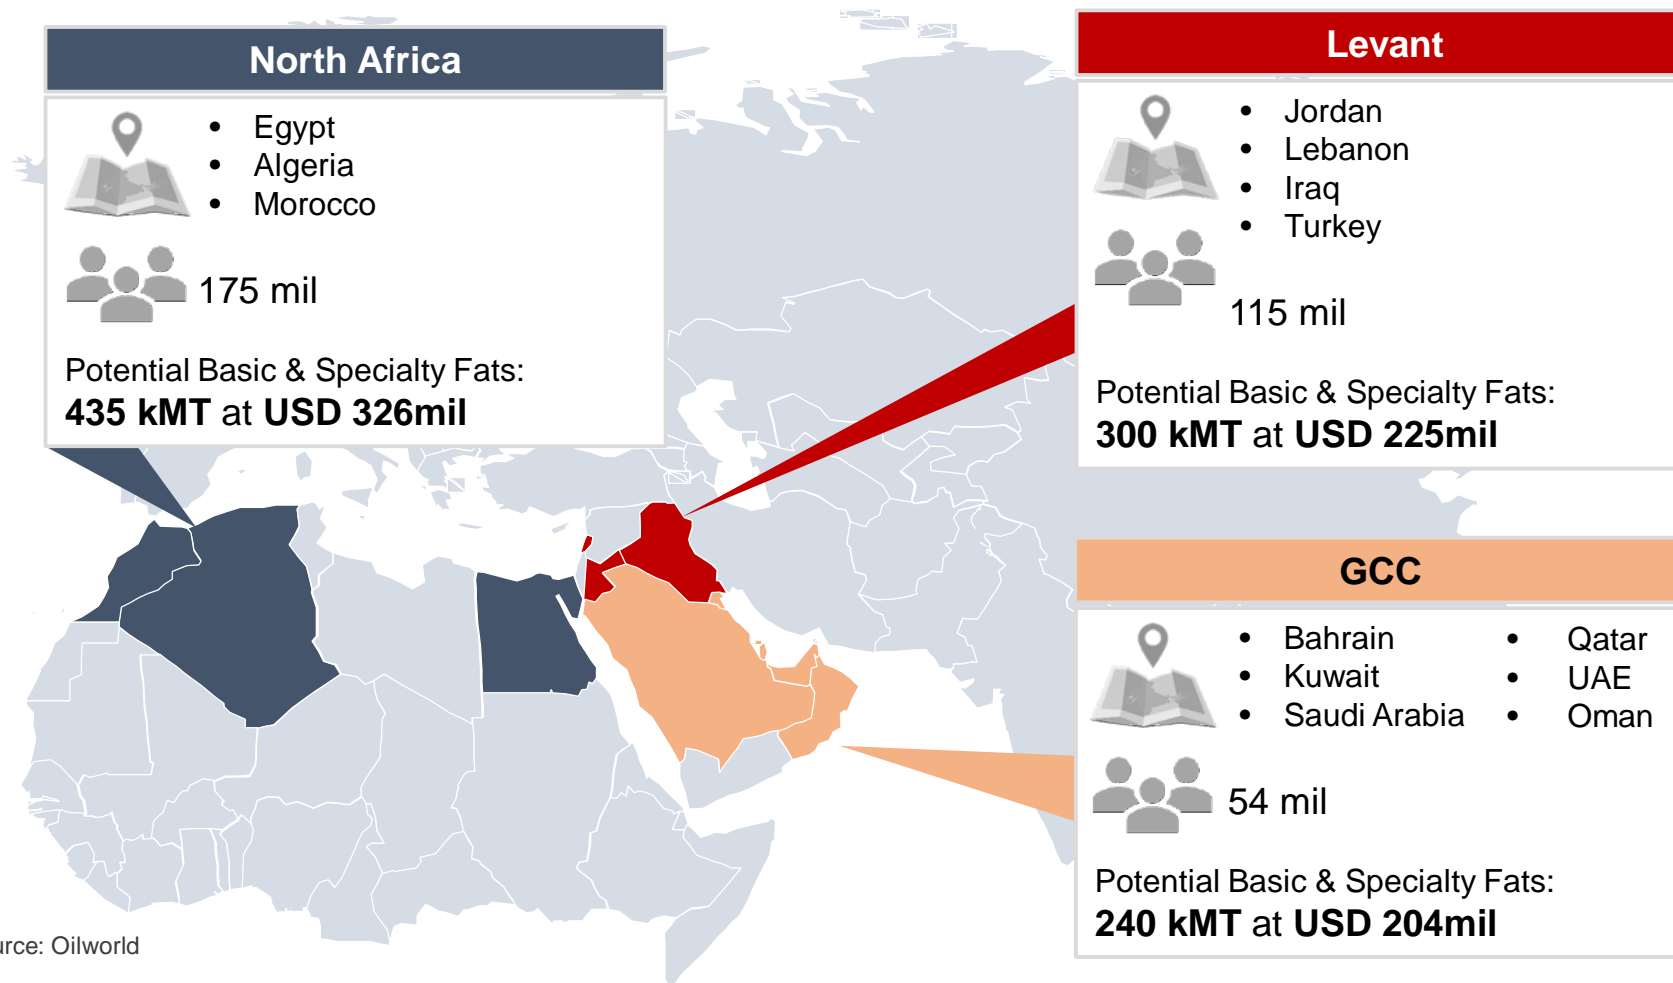 North Africa
• Egypt
• Algeria
• Morocco
175 mil
Potential Basic & Specialty Fats:
435 kMT at USD 326mil
Levant
• Jordan
• Lebanon
• Iraq
• Turkey
115 mil
Potential Basic & Specialty Fats:
300 kMT at USD 225mil
GCC
• Bahrain
• Kuwait
• Saudi Arabia
• Qatar
• UAE
• Oman
54 mil
Potential Basic & Specialty Fats:
240 kMT at USD 204mil
urce: Oilworld